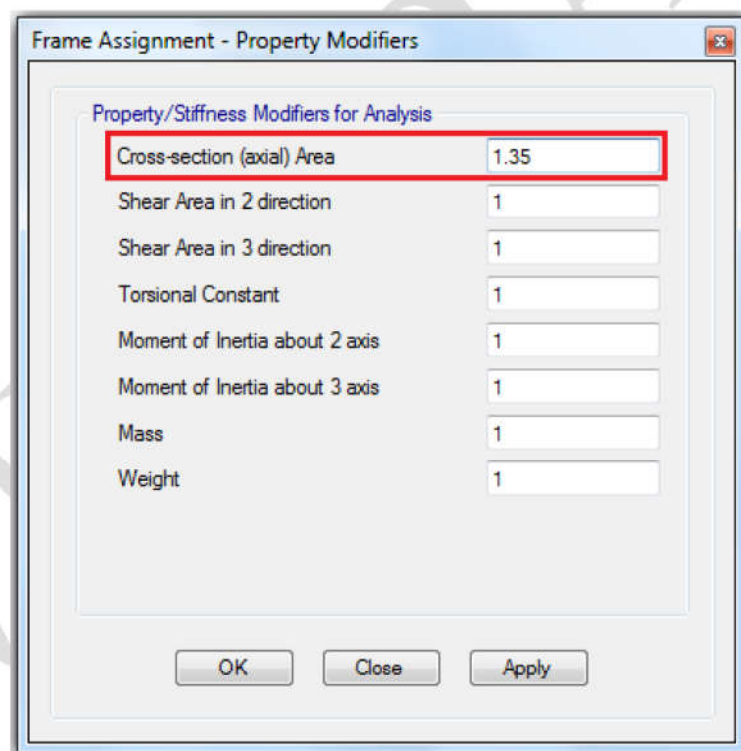 Frame Assignment - Property Modifiers
Property/Stiffness Modifiers for Analysis
Cross-section (axial) Area 1.35
Shear Area in 2 direction 1
Shear Area in 3 direction 1
Torsional Constant 1
Moment of Inertia about 2 axis 1
Moment of Inertia about 3 axis 1
Mass 1
Weight 1
OK Close Apply